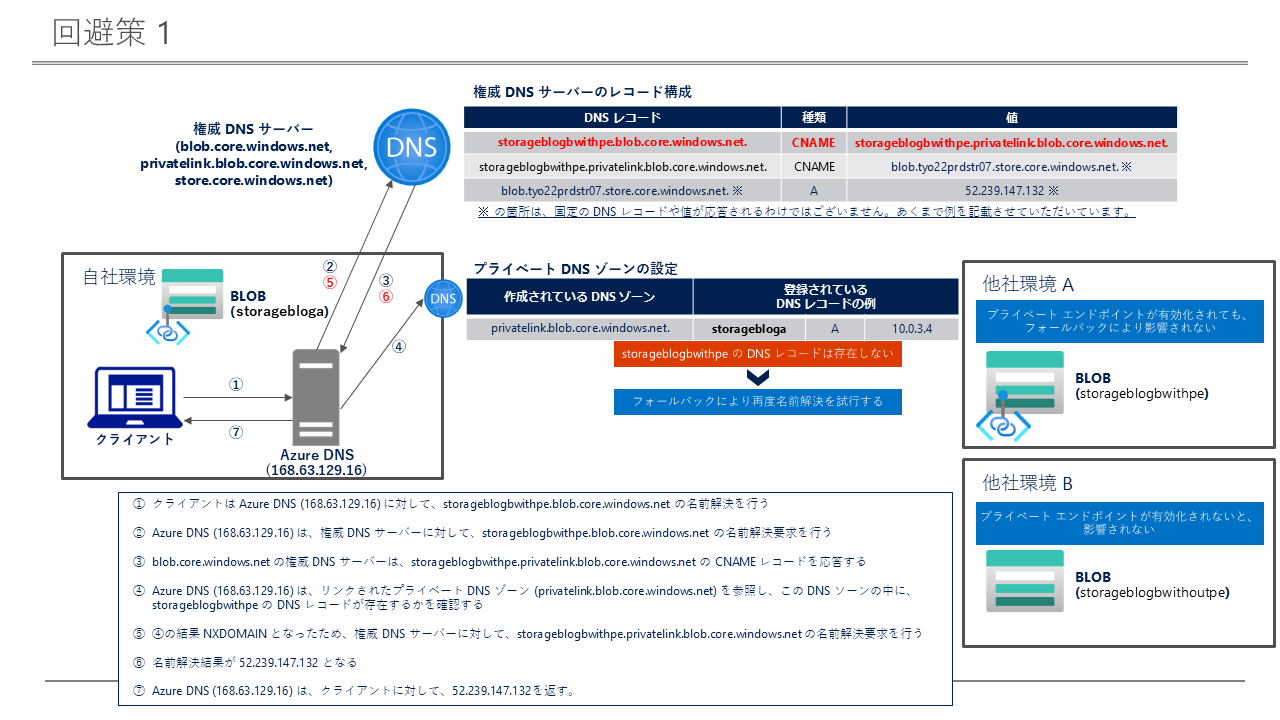 回避策 1
権威 DNS サーバーのレコード構成
DNS レコード 種類 値
storageblogbwithpe.blob.core.windows.net. CNAME storageblogbwithpe.privatelink.blob.core.windows.net.
storageblogbwithpe.privatelink.blob.core.windows.net. CNAME blob.tyo22prdstr07.store.core.windows.net. ※
blob.tyo22prdstr07.store.core.windows.net. ※ A 52.239.147.132 ※
※ の箇所は、固定の DNS レコードや値が応答されるわけではございません。あくまで例を記載させていただいています。
権威 DNS サーバー
(blob.core.windows.net,
privatelink.blob.core.windows.net,
store.core.windows.net)
DNS
②
⑤
③
⑥
自社環境
BLOB
(storagebloga)
DNS
④
①
⑦
クライアント
Azure DNS
(168.63.129.16)
プライベート DNS ゾーンの設定
作成されている DNS ゾーン
登録されている
DNS レコードの例
privatelink.blob.core.windows.net. storagebloga A 10.0.3.4
storageblogbwithpe の DNS レコードは存在しない
フォールバックにより再度名前解決を試行する
他社環境 A
プライベート エンドポイントが有効化されても、
フォールバックにより影響されない
BLOB
(storageblogbwithpe)
他社環境 B
プライベート エンドポイントが有効化されないと、
影響されない
BLOB
(storageblogbwithoutpe)
① クライアントは Azure DNS (168.63.129.16) に対して、storageblogbwithpe.blob.core.windows.net の名前解決を行う
② Azure DNS (168.63.129.16) は、権威 DNS サーバーに対して、storageblogbwithpe.blob.core.windows.net の名前解決要求を行う
③ blob.core.windows.net の権威 DNS サーバーは、storageblogbwithpe.privatelink.blob.core.windows.net の CNAME レコードを応答する
④ Azure DNS (168.63.129.16) は、リンクされたプライベート DNS ゾーン (privatelink.blob.core.windows.net) を参照し、この DNS ゾーンの中に、
storageblogbwithpe の DNS レコードが存在するかを確認する
⑤ ④の結果 NXDOMAIN となったため、権威 DNS サーバーに対して、storageblogbwithpe.privatelink.blob.core.windows.net の名前解決要求を行う
⑥ 名前解決結果が 52.239.147.132 となる
⑦ Azure DNS (168.63.129.16) は、クライアントに対して、52.239.147.132を返す。